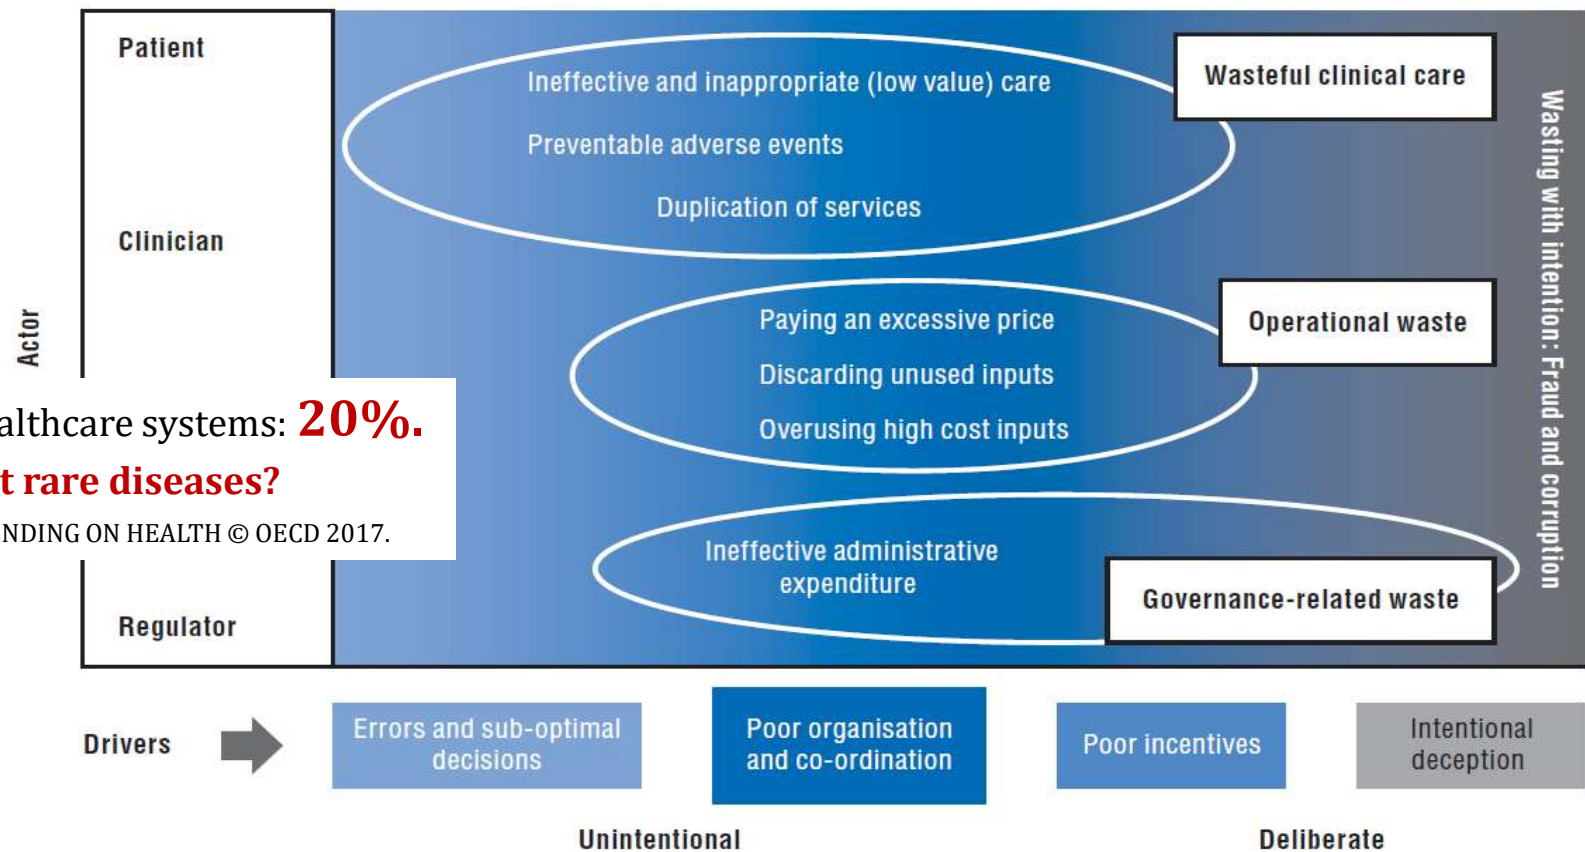 Patient
Ineffective and inappropriate (low value) care
Wasteful clinical care
Preventable adverse events
Duplication of services
Clinician
Actor
Paying an excessive price
Operational waste
Discarding unused inputs
Overusing high cost inputs
althcare systems: 20%.
t rare diseases?
NDING ON HEALTH © OECD 2017.
Ineffective administrative
expenditure
Governance-related waste
Regulator
Wasting with intention: Fraud and corruption
Drivers
Errors and sub-optimal
decisions
Poor organisation
and co-ordination
Poor incentives
Intentional
deception
Unintentional
Deliberate